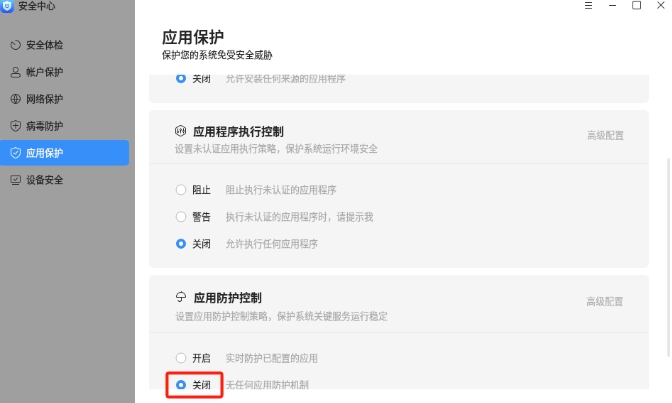 安全中心
安全体检
帐户保护
网络保护
病毒防护
应用保护
设备安全
应用保护
保护您的系统免受安全威胁
关闭 允许安装任何来源的应用程序
应用程序执行控制
高级配置
设置未认证应用执行策略，保护系统运行环境安全
阻止 阻止执行未认证的应用程序
警告 执行未认证的应用程序时，请提示我
关闭 允许执行任何应用程序
应用防护控制
高级配置
设置应用防护控制策略，保护系统关键服务运行稳定
开启 实时防护已配置的应用
关闭 无任何应用防护机制